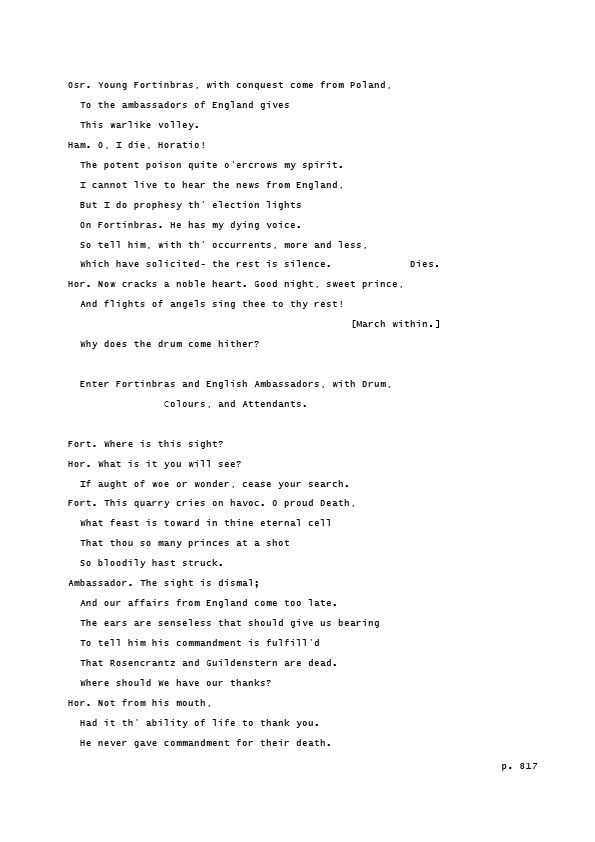 Osr. Young Fortinbras, with conquest come from Poland,
To the ambassadors of England gives
This warlike volley.
Ham. O, I die, Horatio!
The potent poison quite o'ercrows my spirit.
I cannot live to hear the news from England,
But I do prophesy th' election lights
On Fortinbras. He has my dying voice.
So tell him, with th' occurrents, more and less,
Which have solicited- the rest is silence. Dies.
Hor. Now cracks a noble heart. Good night, sweet prince,
And flights of angels sing thee to thy rest!
[March within.]
Why does the drum come hither?
Enter Fortinbras and English Ambassadors, with Drum,
Colours, and Attendants.
Fort. Where is this sight?
Hor. What is it you will see?
If aught of woe or wonder, cease your search.
Fort. This quarry cries on havoc. O proud Death,
What feast is toward in thine eternal cell
That thou so many princes at a shot
So bloodily hast struck.
Ambassador. The sight is dismal;
And our affairs from England come too late.
The ears are senseless that should give us bearing
To tell him his commandment is fulfill'd
That Rosencrantz and Guildenstern are dead.
Where should We have our thanks?
Hor. Not from his mouth,
Had it th' ability of life to thank you.
He never gave commandment for their death.
p. 817